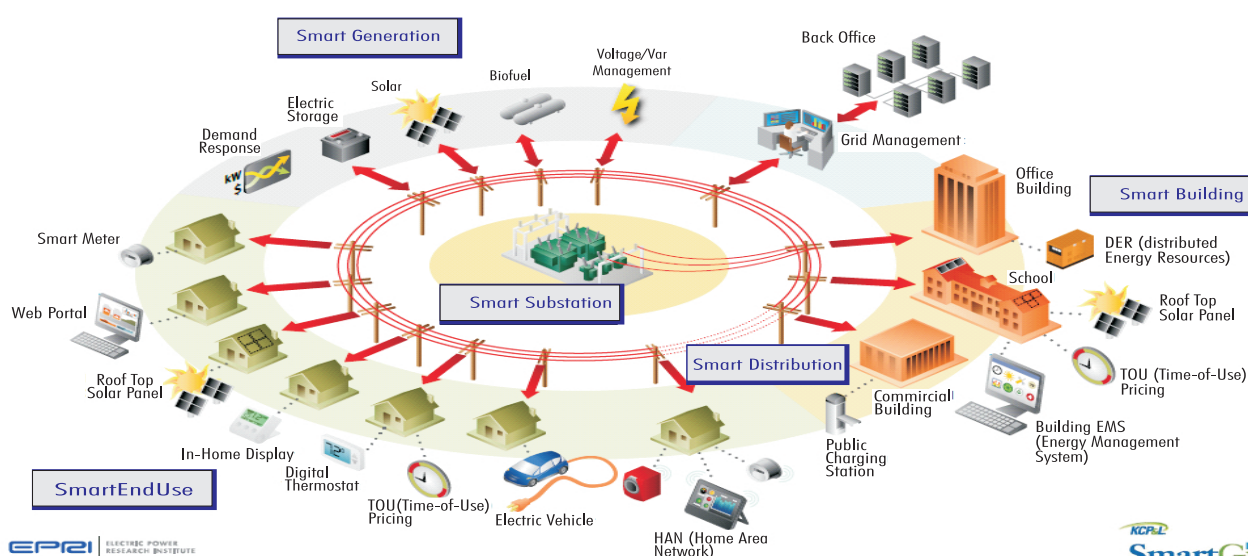 Smart Generation
Back Office
Voltage/Var
Management
Biofuel
Solar
Electric
Storage
Demand
Response
kW
$
Grid Management
Office
Building
Smart Building
DER (distributed
Energy Resources)
School
Roof Top
Solar Panel
TOU (Time-of-Use)
Pricing
Building EMS
(Energy Management
System)
Commircial
Building
Public
Charging
Station
Smart Distribution
Smart Substation
Smart Meter
Web Portal
Roof Top
Solar Panel
In-Home Display
Digital
Thermostat
72°
TOU(Time-of-Use)
Pricing
Electric Vehicle
HAN (Home Area
Network)
SmartEndUse
EPRI
ELECTRIC POWER
RESEARCH INSTITUTE
KCP&L